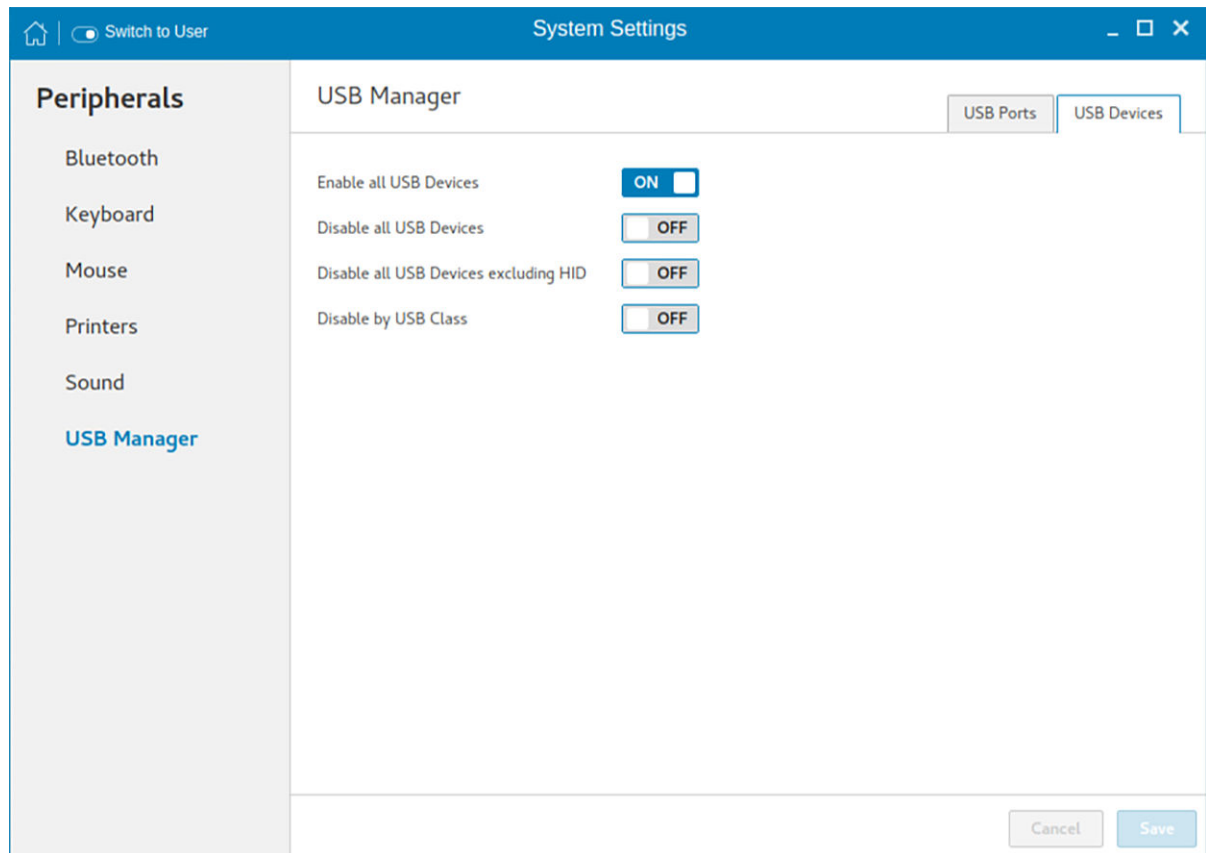 Switch to User
System Settings
Peripherals
Bluetooth
Keyboard
Mouse
Printers
Sound
USB Manager
USB Manager
USB Ports
USB Devices
Enable all USB Devices ON
Disable all USB Devices OFF
Disable all USB Devices excluding HID OFF
Disable by USB Class OFF
Cancel
Save